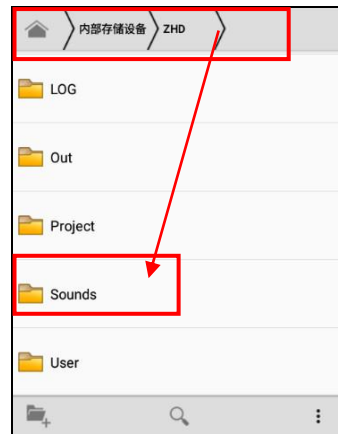 内部存储设备 ZHD
LOG
Out
Project
Sounds
User